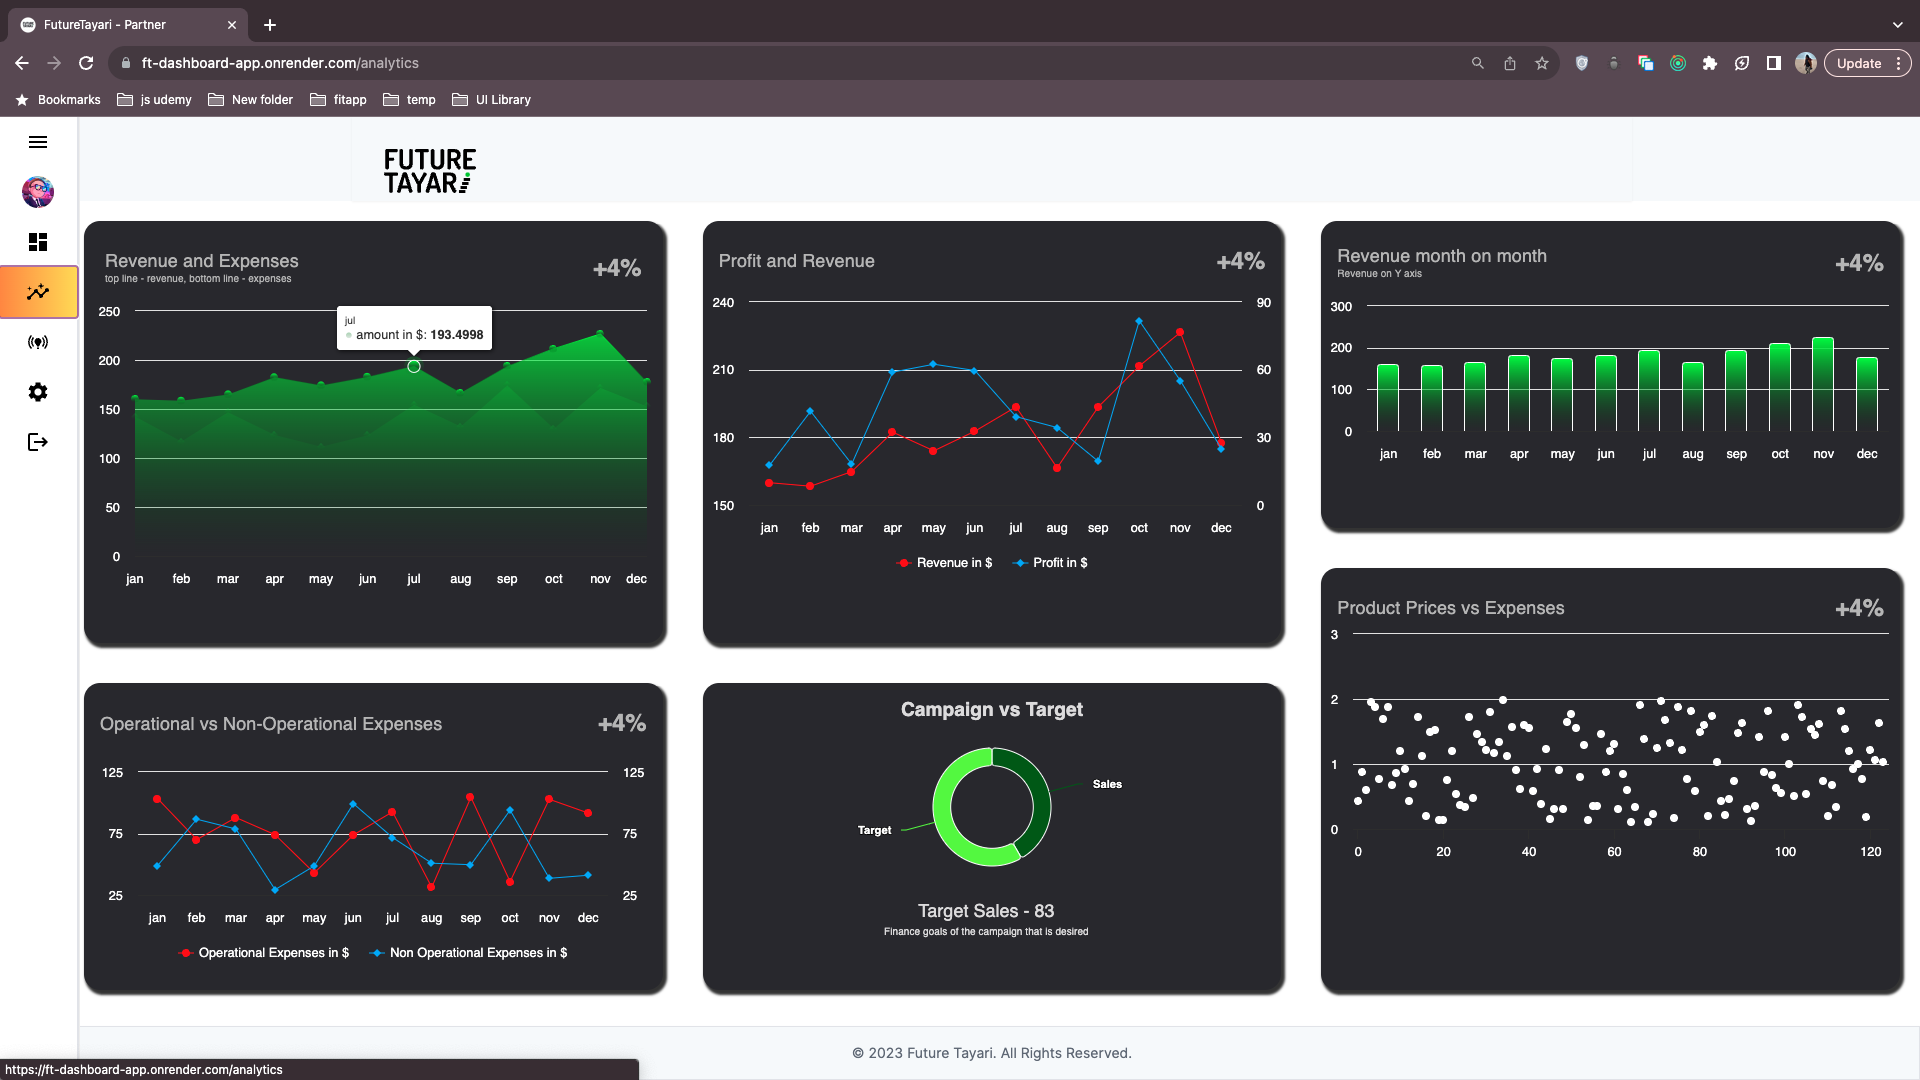 FutureTayari - Partner
ft-dashboard-app.onrender.com/analytics
Update
Bookmarks
js udemy
New folder
fitapp
temp
UI Library
FUTURE
TAYARI
Revenue and Expenses
top line - revenue, bottom line - expenses
+4%
250
200
150
100
50
0
jul
amount in $: 193.4998
jan feb mar apr may jun jul aug sep oct nov dec
Profit and Revenue
+4%
240 90
210 60
180 30
150 0
jan feb mar apr may jun jul aug sep oct nov dec
Revenue in $ Profit in $
Revenue month on month
Revenue on Y axis
+4%
300
200
100
0
jan feb mar apr may jun jul aug sep oct nov dec
Operational vs Non-Operational Expenses
+4%
125 125
75 75
25 25
jan feb mar apr may jun jul aug sep oct nov dec
Operational Expenses in $ Non Operational Expenses in $
Campaign vs Target
Sales
Target
Target Sales - 83
Finance goals of the campaign that is desired
Product Prices vs Expenses
+4%
3
2
1
0
0 20 40 60 80 100 120
© 2023 Future Tayari. All Rights Reserved.
https://ft-dashboard-app.onrender.com/analytics